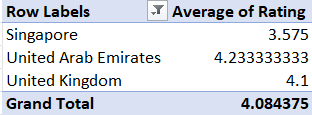 Row Labels Average of Rating
Singapore 3.575
United Arab Emirates 4.233333333
United Kingdom 4.1
Grand Total 4.084375